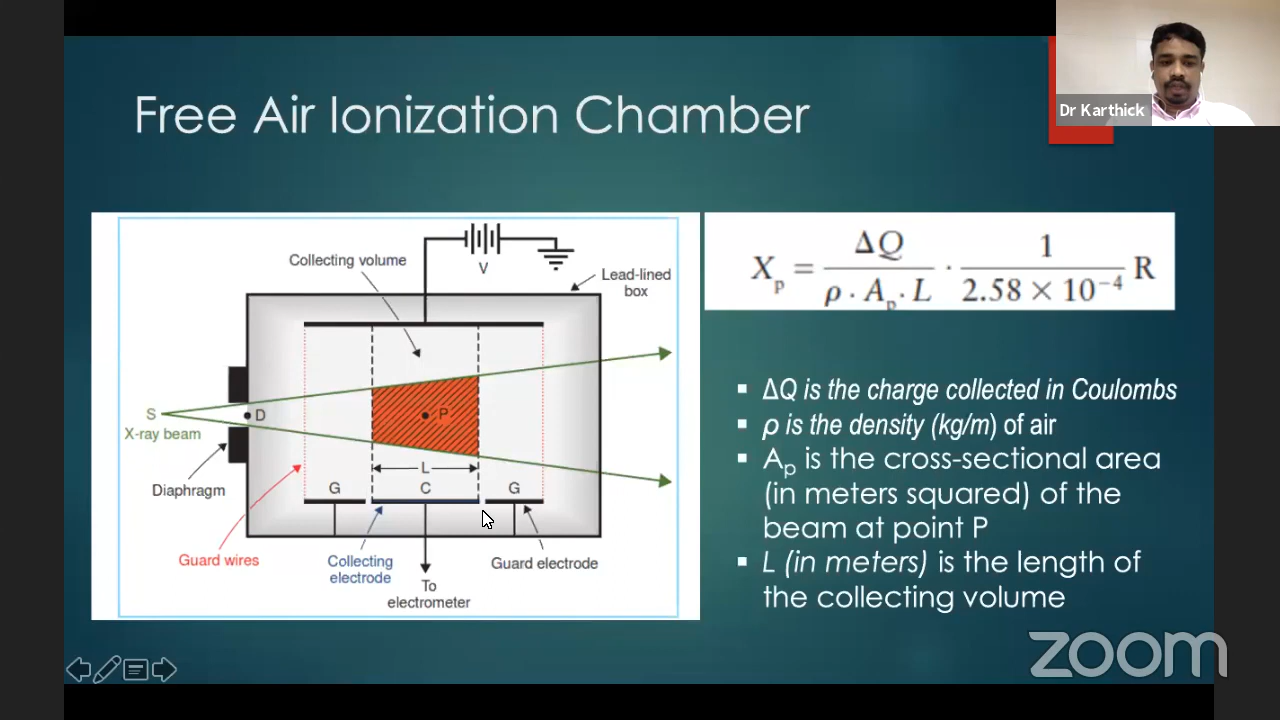 Dr Karthick
Free Air Ionization Chamber
Collecting volume
V
Lead-lined
box
S
D
P
X-ray beam
L
Diaphragm
G
C
G
Guard wires
Collecting
electrode
Guard electrode
To
electrometer
X_p = ΔQ / (ρ · A_p · L) · 1 / (2.58 × 10⁻⁴) R
▪ ΔQ is the charge collected in Coulombs
▪ ρ is the density (kg/m) of air
▪ A_p is the cross-sectional area
(in meters squared) of the
beam at point P
▪ L (in meters) is the length of
the collecting volume
zoom